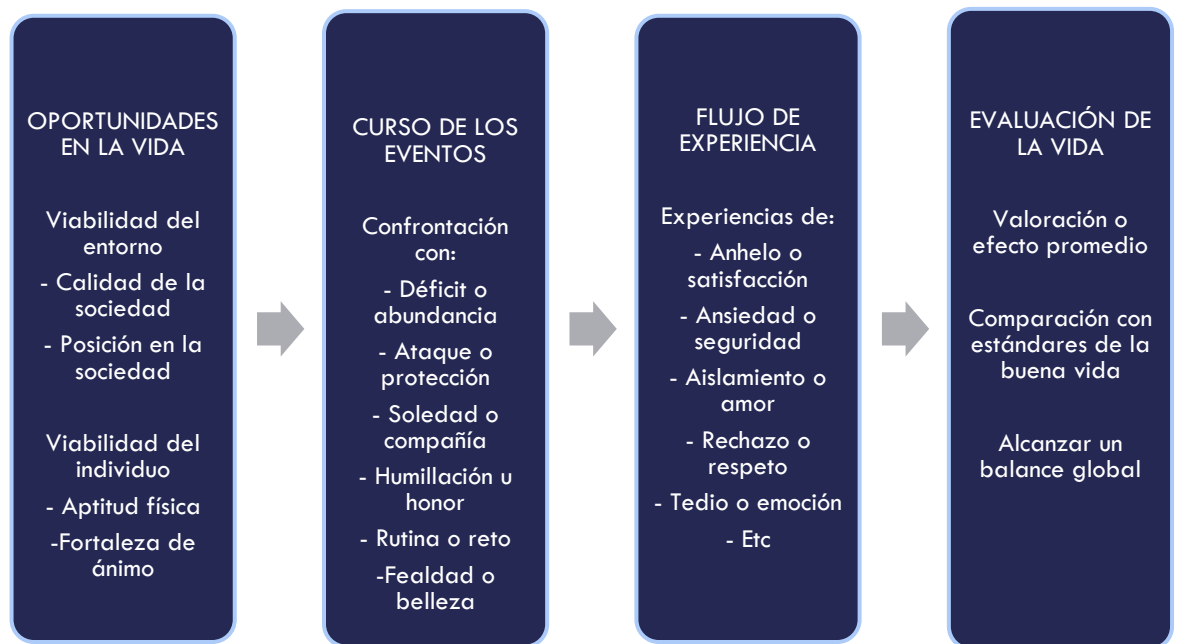 OPORTUNIDADES
EN LA VIDA
Viabilidad del
entorno
- Calidad de la
sociedad
- Posición en la
sociedad
Viabilidad del
individuo
- Aptitud física
-Fortaleza de
ánimo
CURSO DE LOS
EVENTOS
Confrontación
con:
- Déficit o
abundancia
- Ataque o
protección
- Soledad o
compañía
- Humillación u
honor
- Rutina o reto
-Fealdad o
belleza
FLUJO DE
EXPERIENCIA
Experiencias de:
- Anhelo o
satisfacción
- Ansiedad o
seguridad
- Aislamiento o
amor
- Rechazo o
respeto
- Tedio o emoción
- Etc
EVALUACIÓN DE
LA VIDA
Valoración o
efecto promedio
Comparación con
estándares de la
buena vida
Alcanzar un
balance global